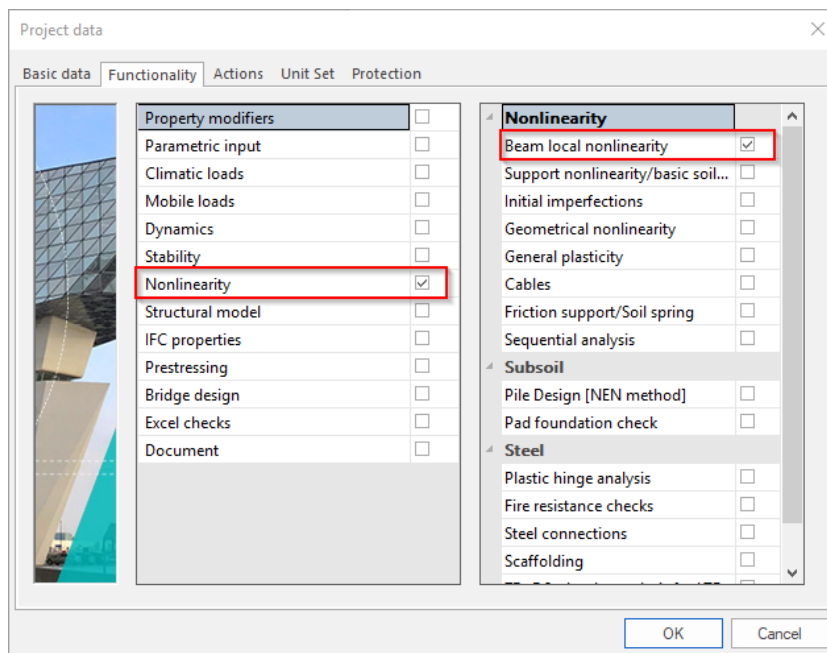 Project data
Basic data Functionality Actions Unit Set Protection
Property modifiers
Parametric input
Climatic loads
Mobile loads
Dynamics
Stability
Nonlinearity
Structural model
IFC properties
Prestressing
Bridge design
Excel checks
Document
Nonlinearity
Beam local nonlinearity
Support nonlinearity/basic soil...
Initial imperfections
Geometrical nonlinearity
General plasticity
Cables
Friction support/Soil spring
Sequential analysis
Subsoil
Pile Design [NEN method]
Pad foundation check
Steel
Plastic hinge analysis
Fire resistance checks
Steel connections
Scaffolding
OK Cancel